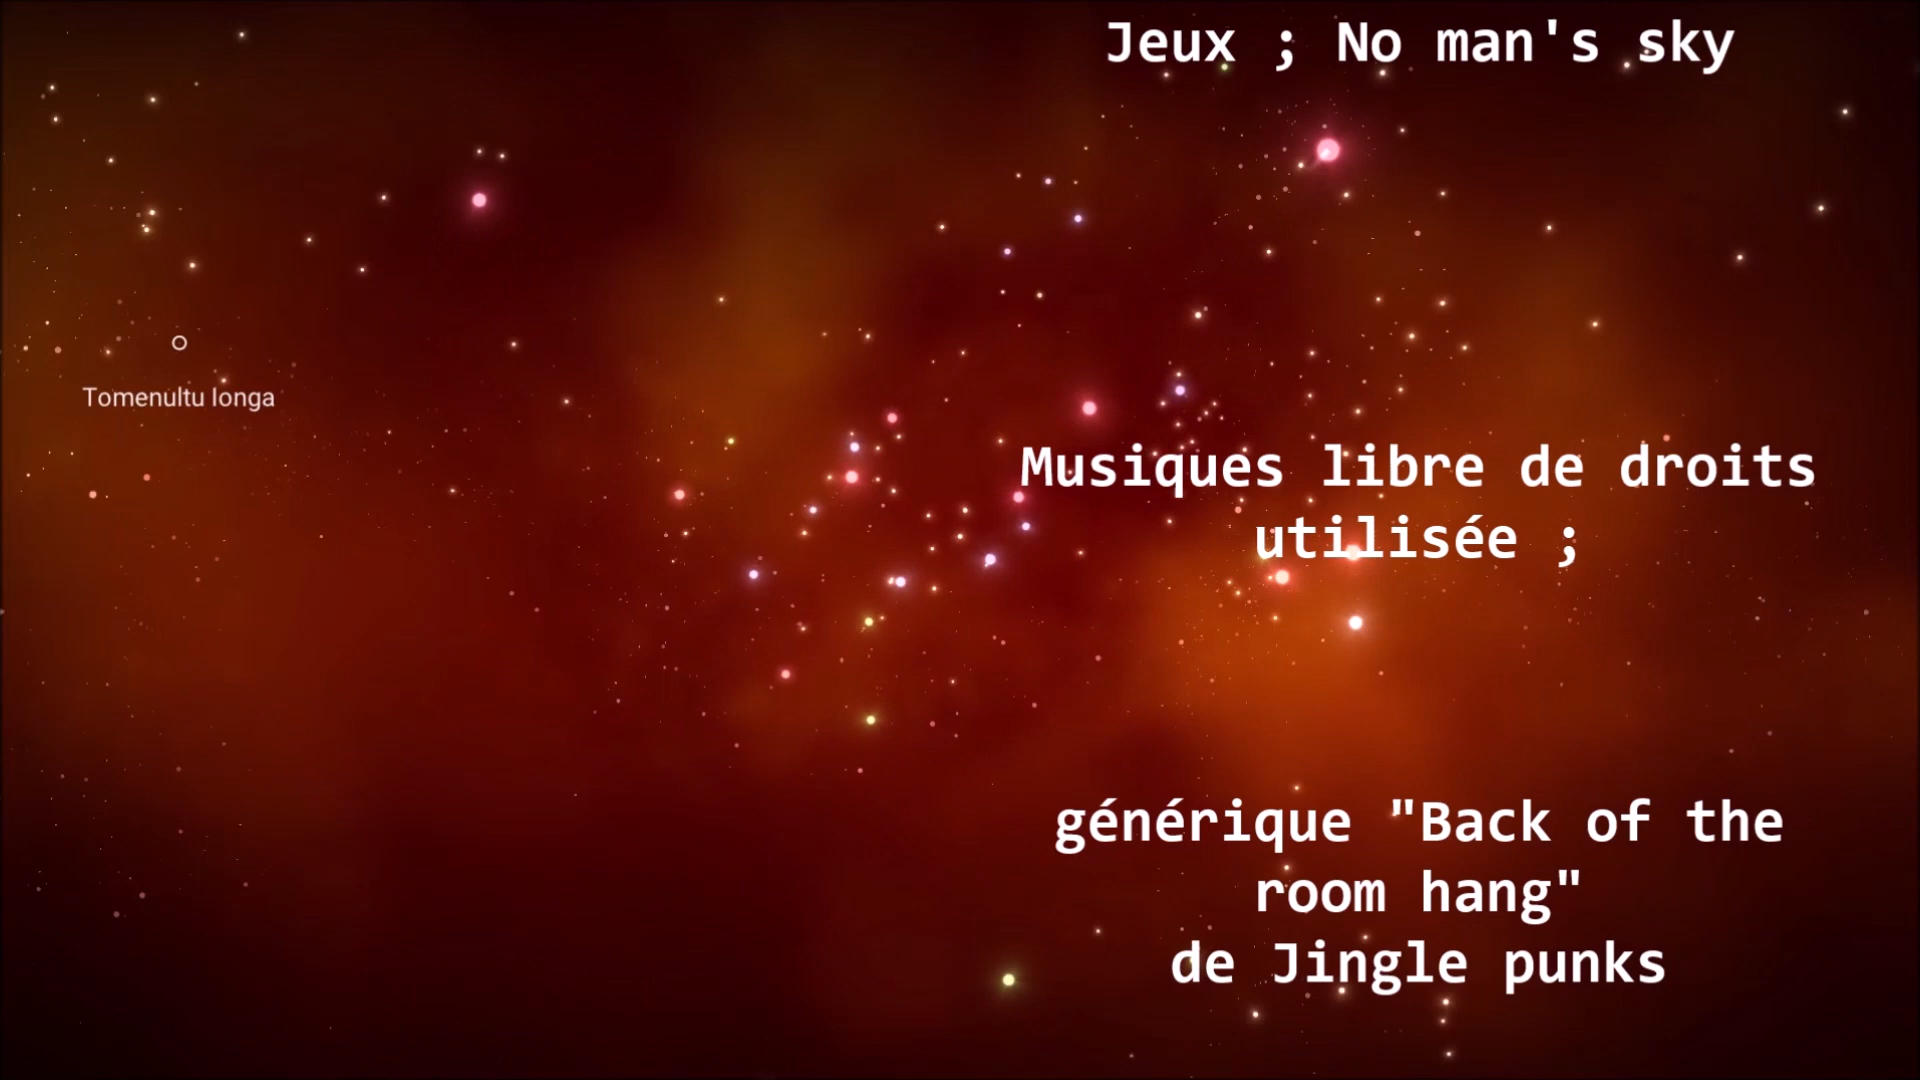 Jeux ; No man's sky
Tomenultu longa
Musiques libre de droits
utilisée ;
générique "Back of the
room hang"
de Jingle punks